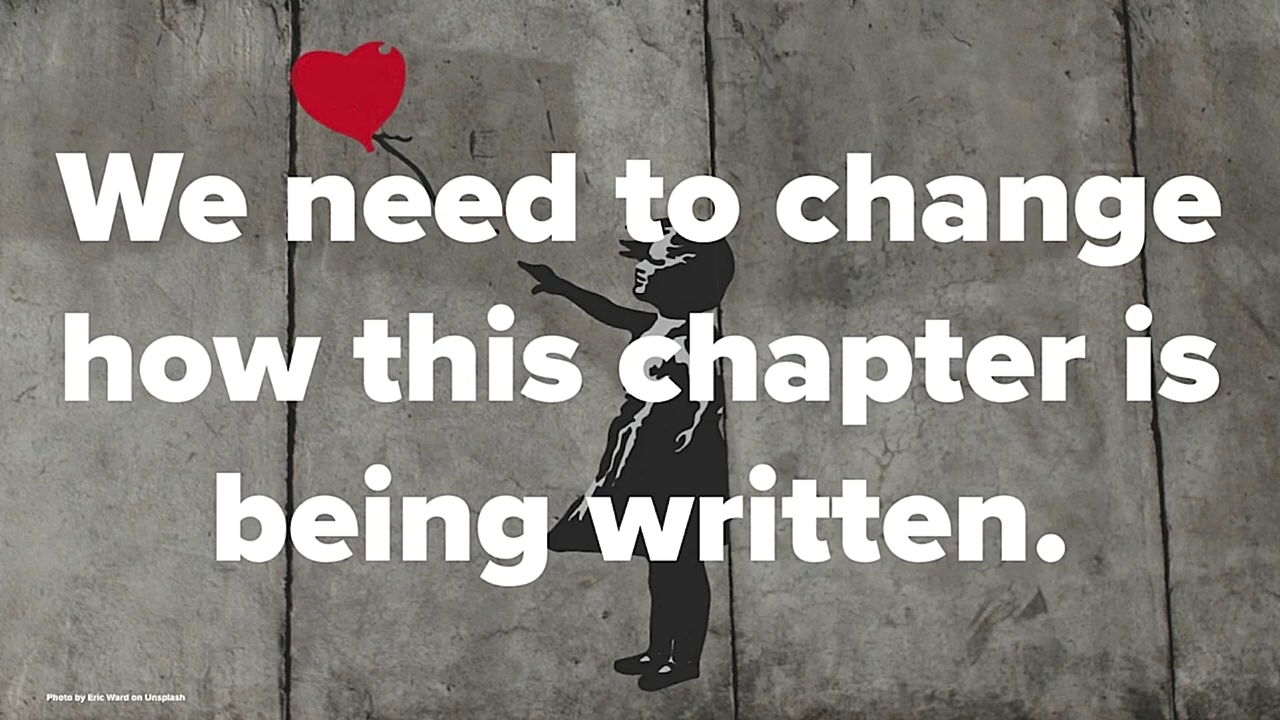 We need to change
how this chapter is
being written.
Photo by Eric Ward on Unsplash